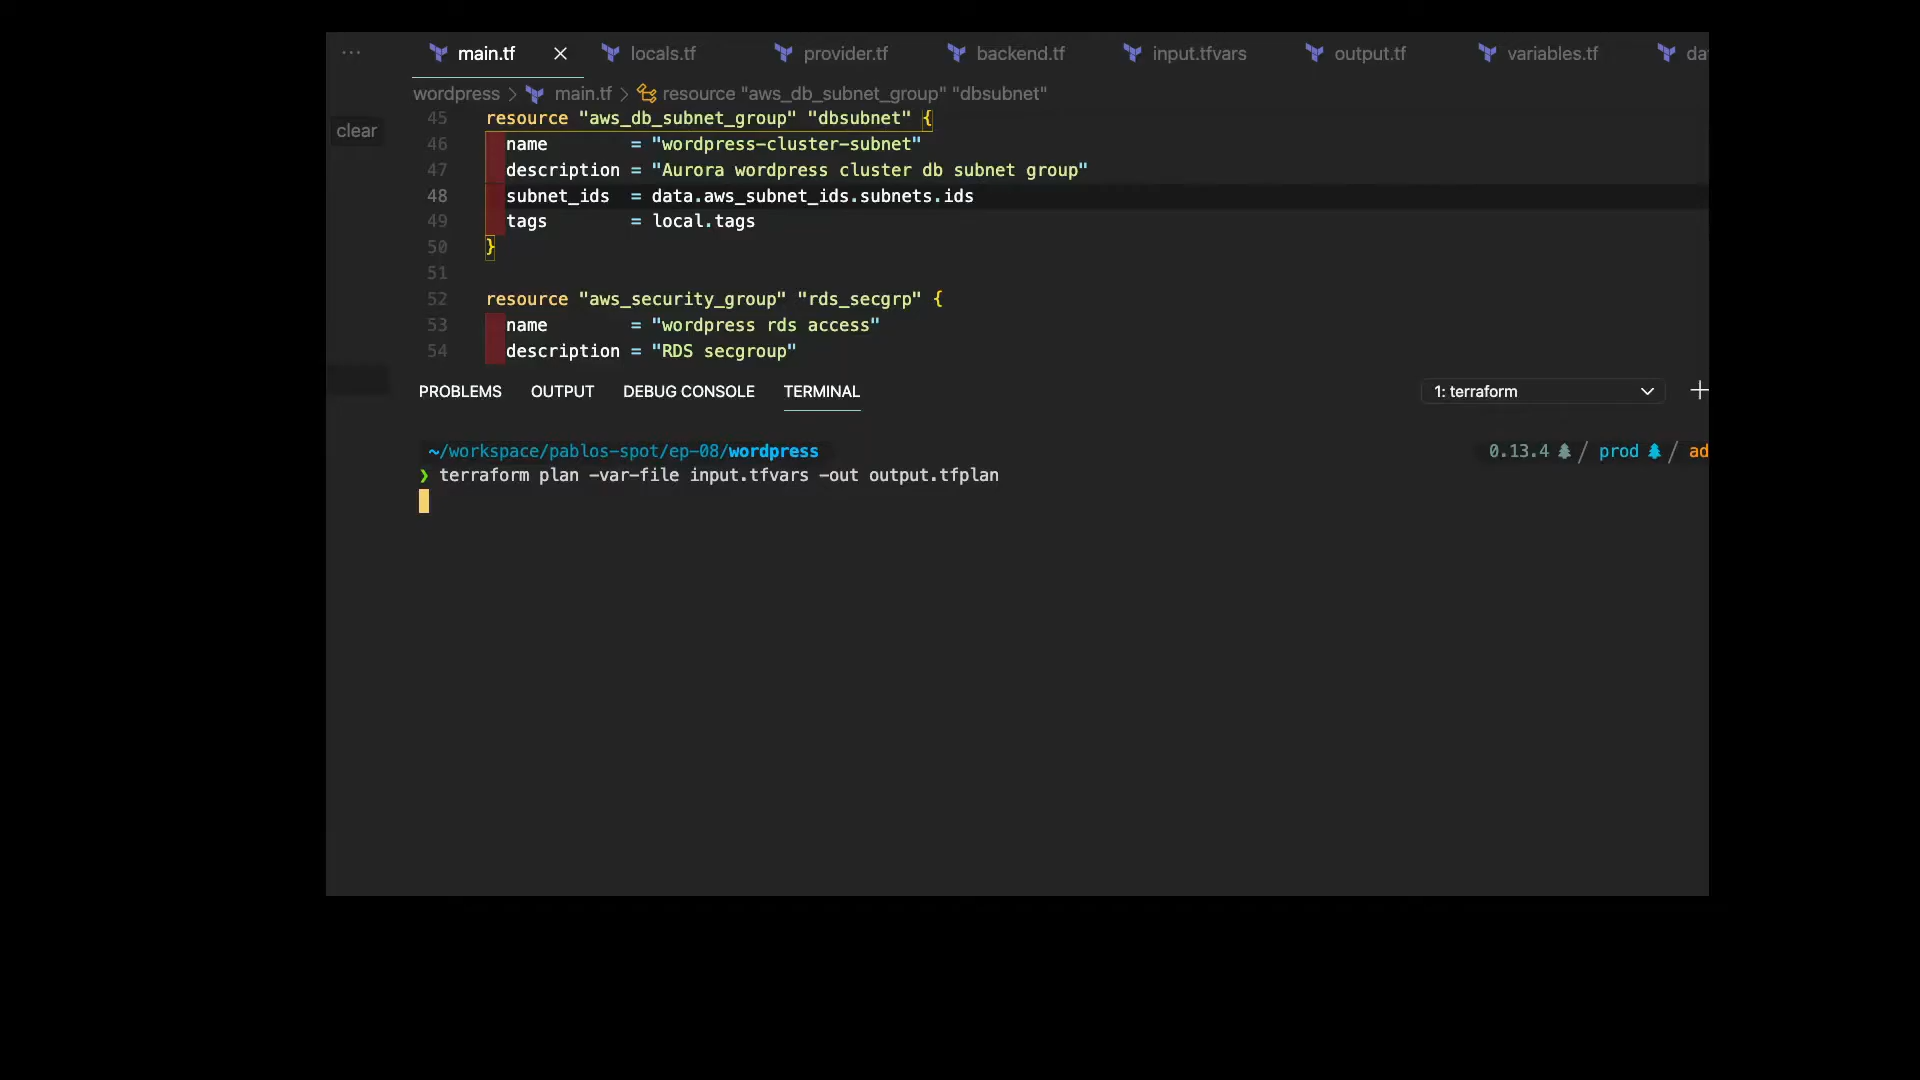 ··· main.tf × locals.tf provider.tf backend.tf input.tfvars output.tf variables.tf da
wordpress > main.tf > resource "aws_db_subnet_group" "dbsubnet"
clear
45 resource "aws_db_subnet_group" "dbsubnet" {
46 name = "wordpress-cluster-subnet"
47 description = "Aurora wordpress cluster db subnet group"
48 subnet_ids = data.aws_subnet_ids.subnets.ids
49 tags = local.tags
50 }
51
52 resource "aws_security_group" "rds_secgrp" {
53 name = "wordpress rds access"
54 description = "RDS secgroup"
PROBLEMS OUTPUT DEBUG CONSOLE TERMINAL 1: terraform +
~/workspace/pablos-spot/ep-08/wordpress 0.13.4 / prod / ad
❯ terraform plan -var-file input.tfvars -out output.tfplan